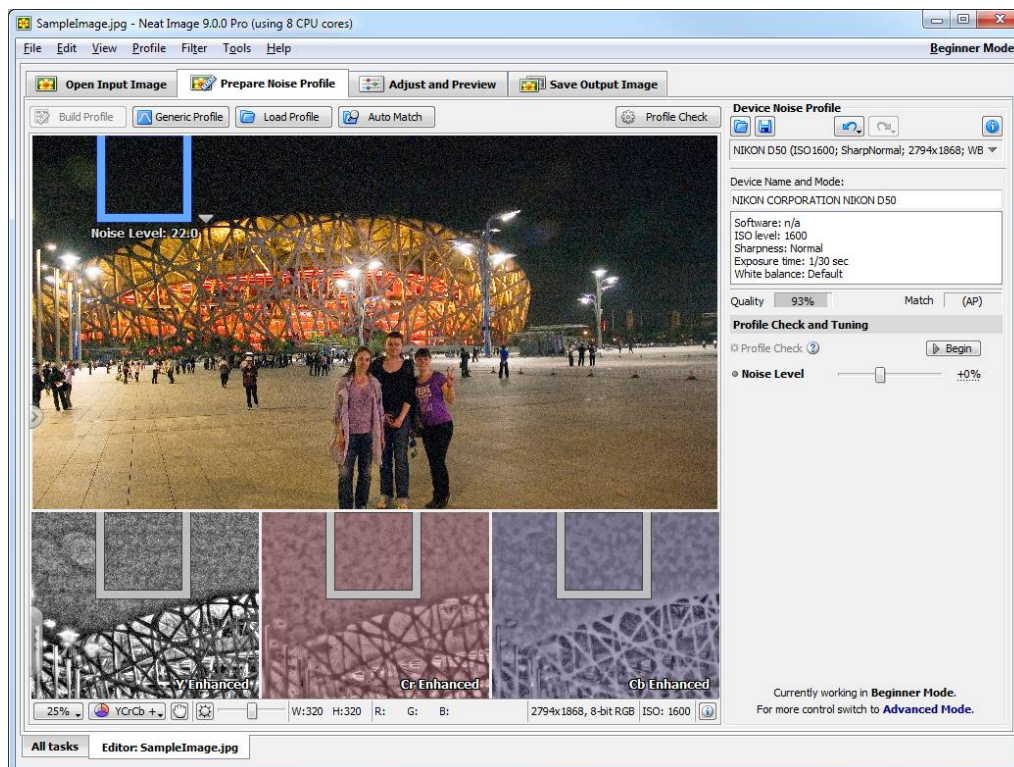 SampleImage.jpg - Neat Image 9.0.0 Pro (using 8 CPU cores)
File Edit View Profile Filter Tools Help Beginner Mode
Open Input Image Prepare Noise Profile Adjust and Preview Save Output Image
Build Profile Generic Profile Load Profile Auto Match Profile Check
Noise Level: 22.0
Y Enhanced Cr Enhanced Cb Enhanced
25% YCrCb + W:320 H:320 R: G: B: 2794x1868, 8-bit RGB ISO: 1600
Device Noise Profile
NIKON D50 (ISO1600; SharpNormal; 2794x1868; WB
Device Name and Mode:
NIKON CORPORATION NIKON D50
Software: n/a
ISO level: 1600
Sharpness: Normal
Exposure time: 1/30 sec
White balance: Default
Quality 93% Match (AP)
Profile Check and Tuning
Profile Check Begin
Noise Level +0%
Currently working in Beginner Mode.
For more control switch to Advanced Mode.
All tasks Editor: SampleImage.jpg